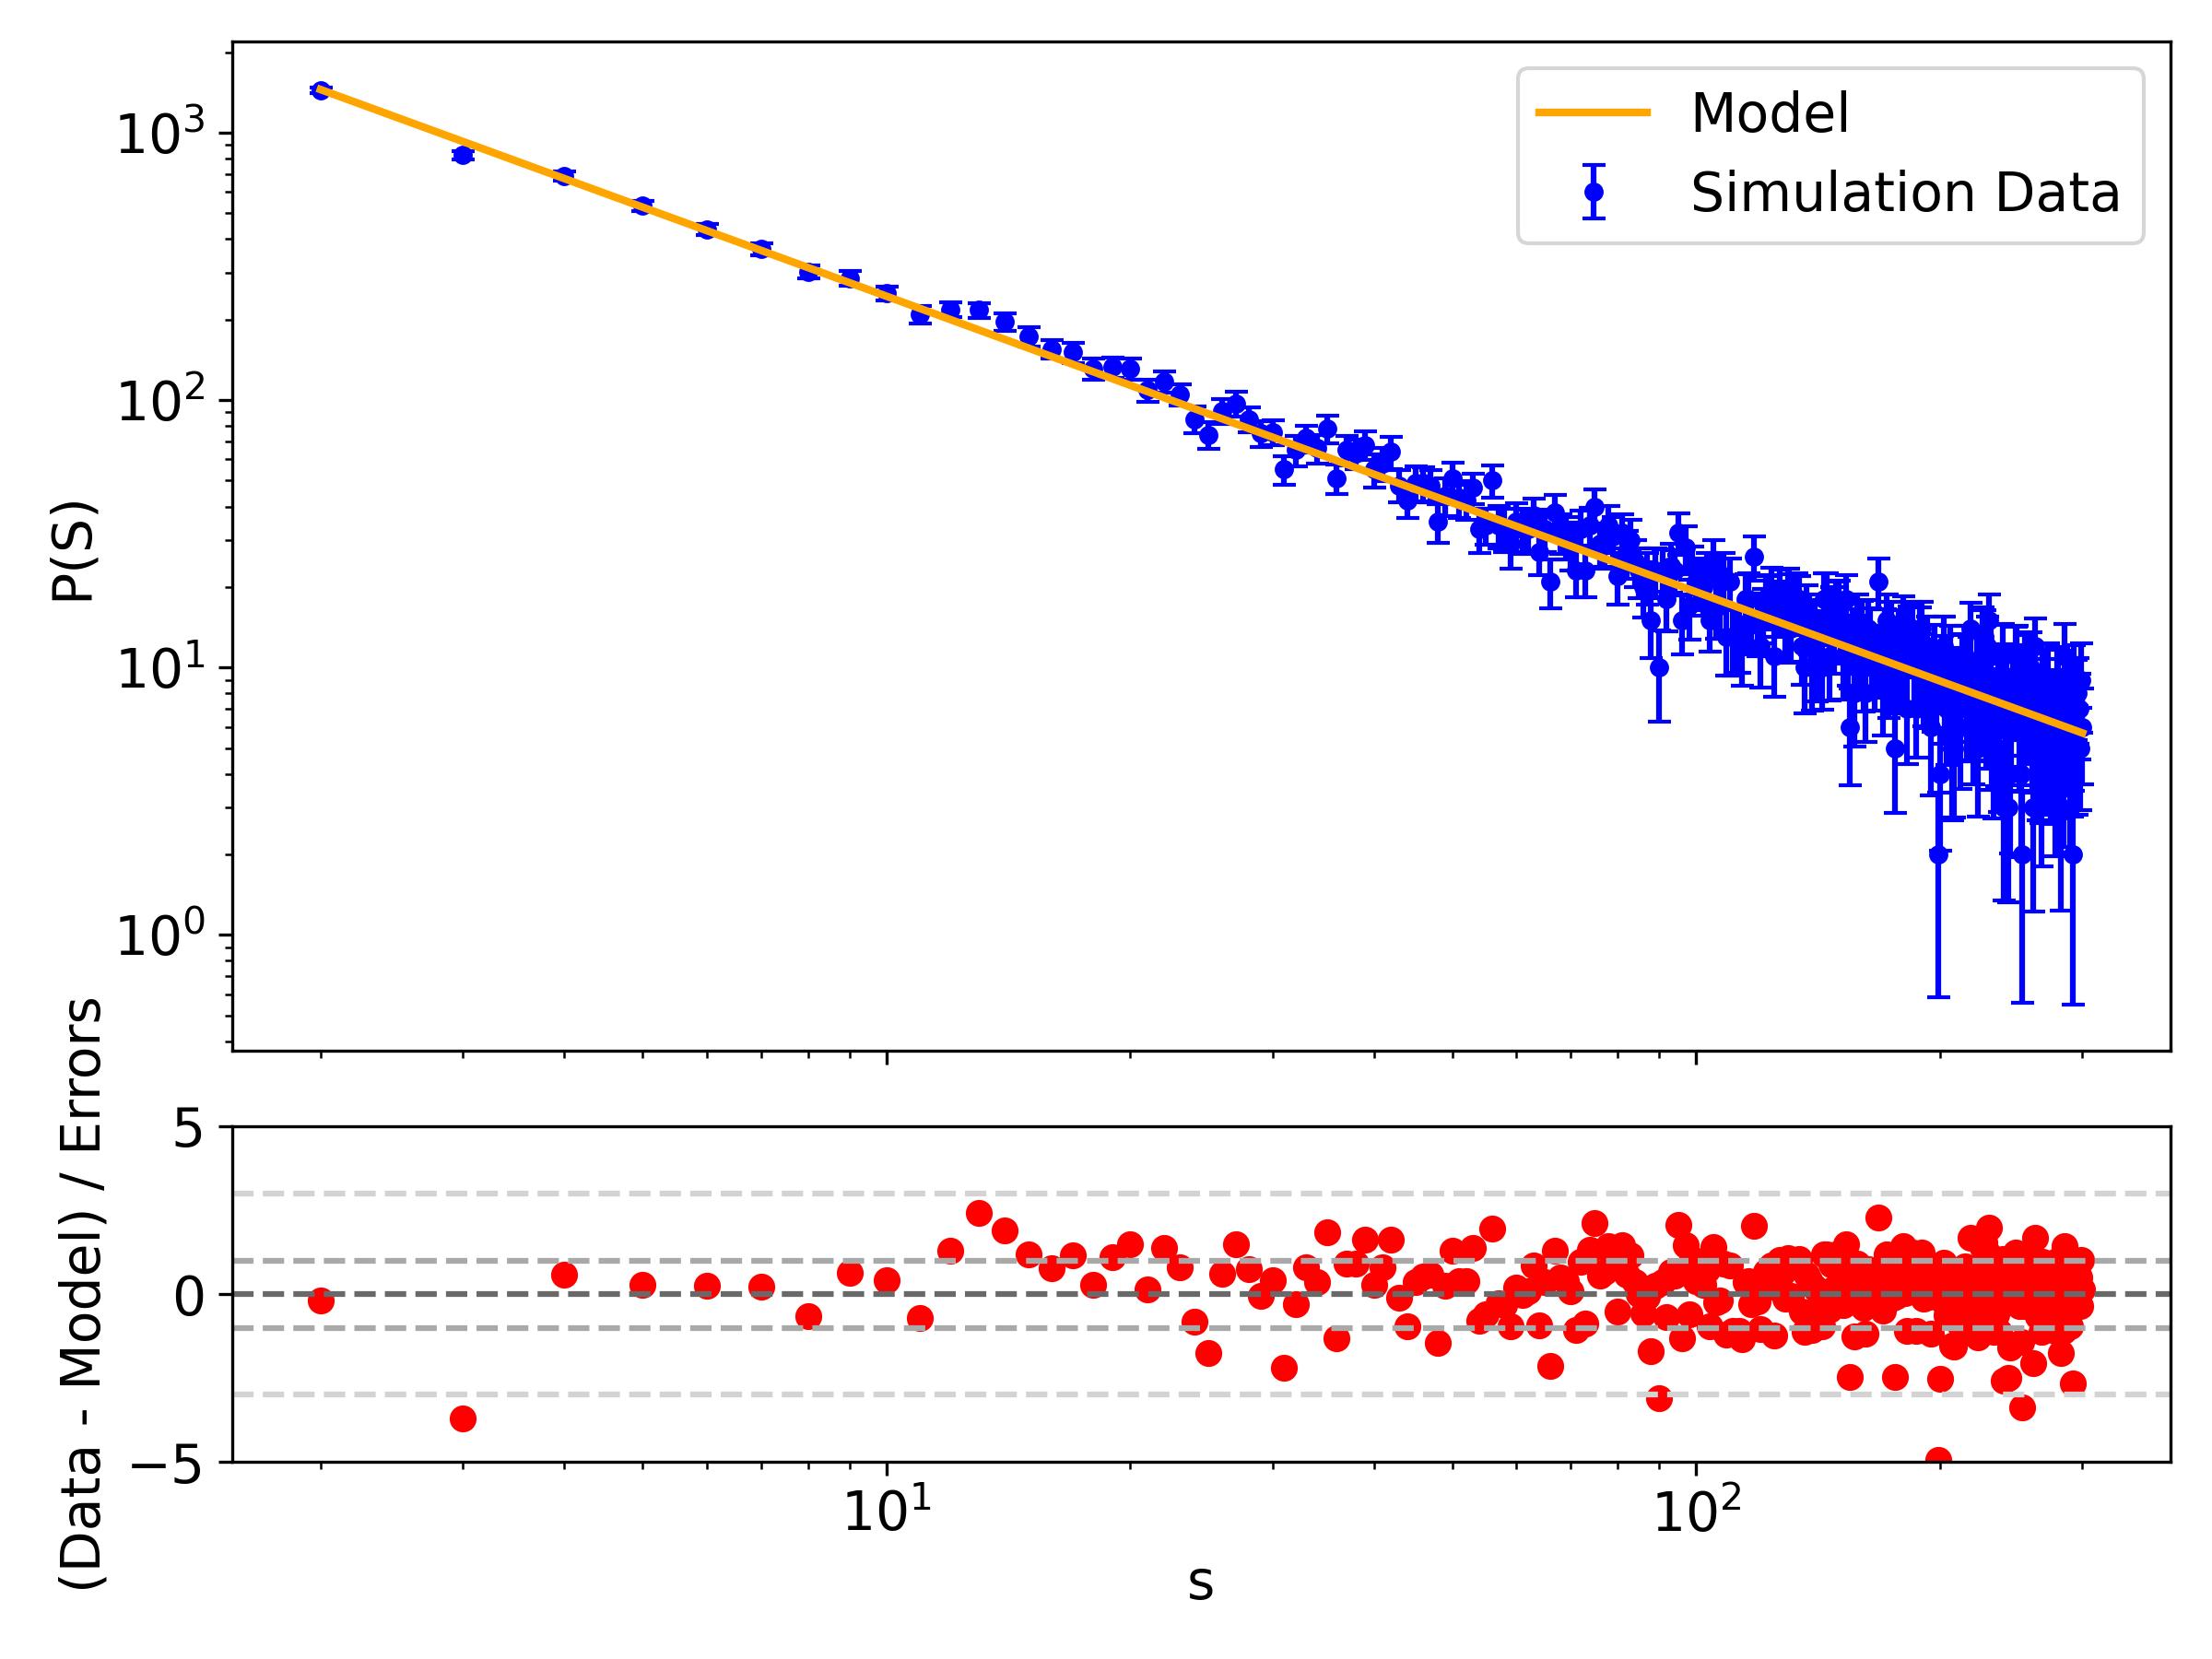 Model
Simulation Data
P(S)
10³
10²
10¹
10⁰
(Data - Model) / Errors
5
0
−5
10¹
10²
s